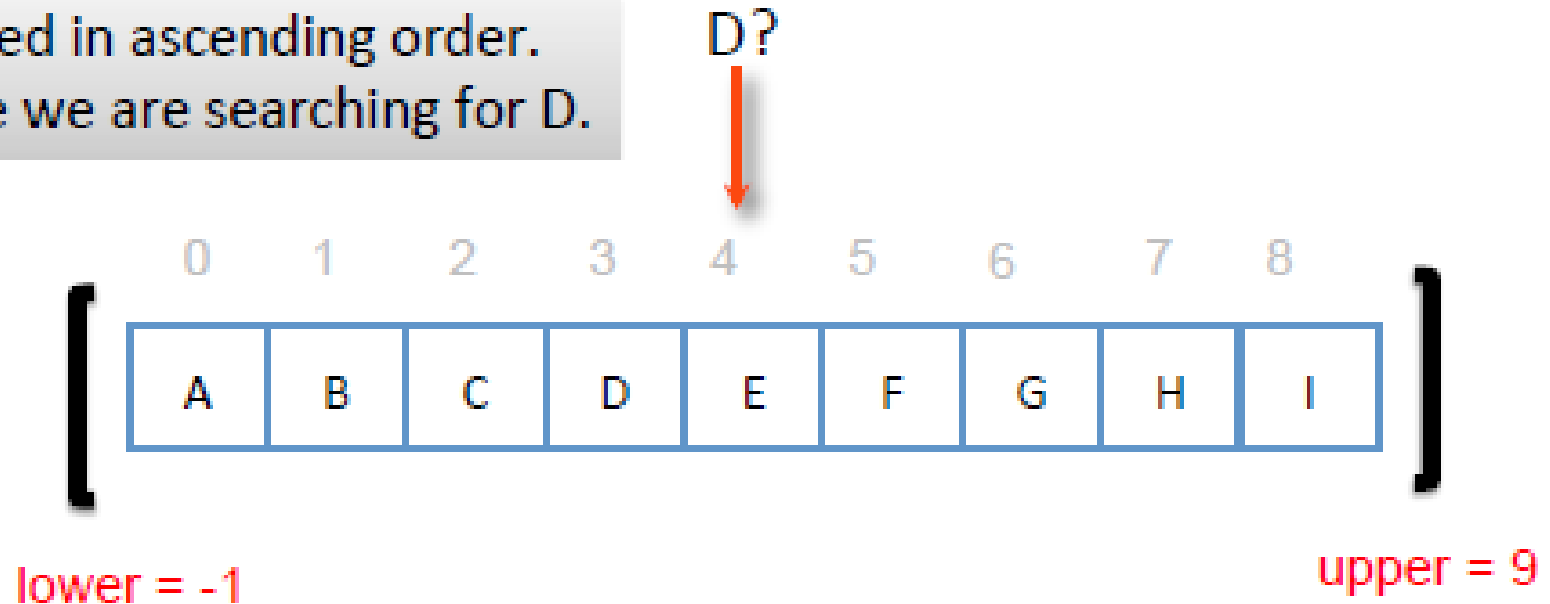 ed in ascending order.
e we are searching for D.
D?
0 1 2 3 4 5 6 7 8
A B C D E F G H I
lower = -1
upper = 9